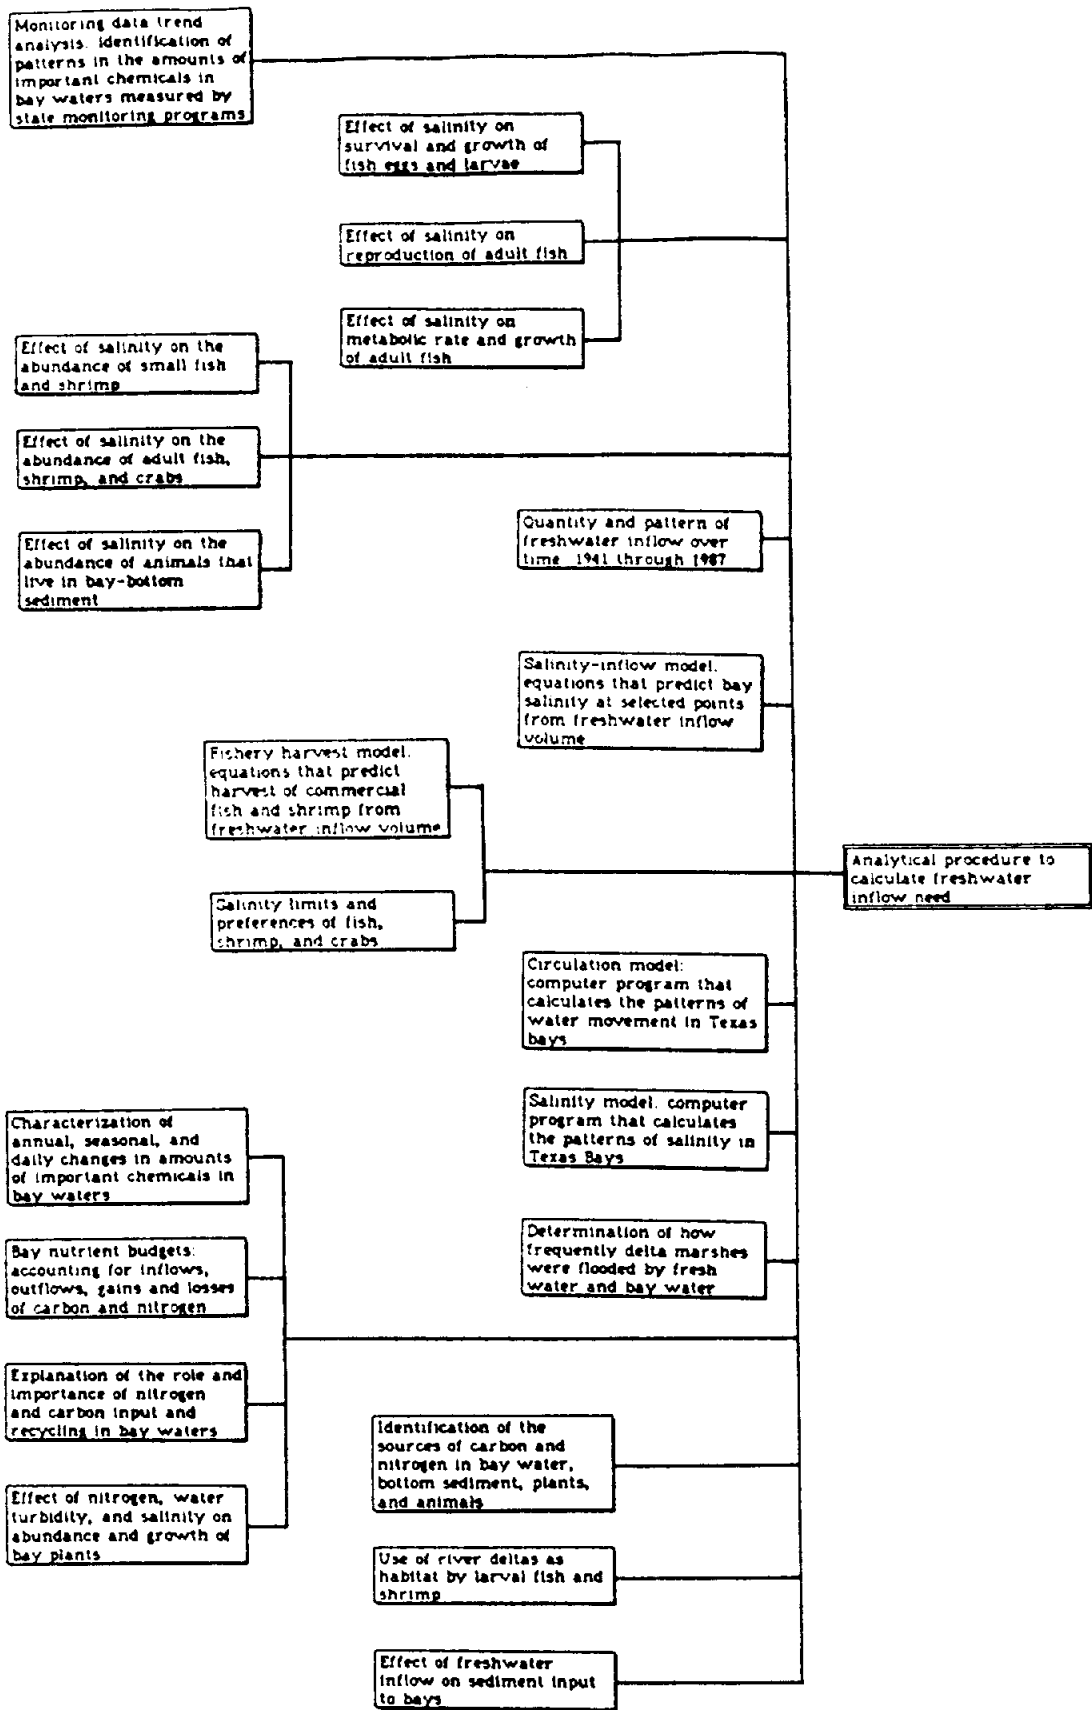 Monitoring data trend
analysis: identification of
patterns in the amounts of
important chemicals in
bay waters measured by
state monitoring programs
Effect of salinity on
survival and growth of
fish eggs and larvae
Effect of salinity on
reproduction of adult fish
Effect of salinity on
metabolic rate and growth
of adult fish
Effect of salinity on the
abundance of small fish
and shrimp
Effect of salinity on the
abundance of adult fish,
shrimp, and crabs
Effect of salinity on the
abundance of animals that
live in bay-bottom
sediment
Quantity and pattern of
freshwater inflow over
time, 1941 through 1987
Salinity-inflow model:
equations that predict bay
salinity at selected points
from freshwater inflow
volume
Fishery harvest model:
equations that predict
harvest of commercial
fish and shrimp from
freshwater inflow volume
Salinity limits and
preferences of fish,
shrimp, and crabs
Analytical procedure to
calculate freshwater
inflow need
Circulation model:
computer program that
calculates the patterns of
water movement in Texas
bays
Salinity model: computer
program that calculates
the patterns of salinity in
Texas Bays
Determination of how
frequently delta marshes
were flooded by fresh
water and bay water
Characterization of
annual, seasonal, and
daily changes in amounts
of important chemicals in
bay waters
Bay nutrient budgets:
accounting for inflows,
outflows, gains and losses
of carbon and nitrogen
Explanation of the role and
importance of nitrogen
and carbon input and
recycling in bay waters
Effect of nitrogen, water
turbidity, and salinity on
abundance and growth of
bay plants
Identification of the
sources of carbon and
nitrogen in bay water,
bottom sediment, plants,
and animals
Use of river deltas as
habitat by larval fish and
shrimp
Effect of freshwater
inflow on sediment input
to bays